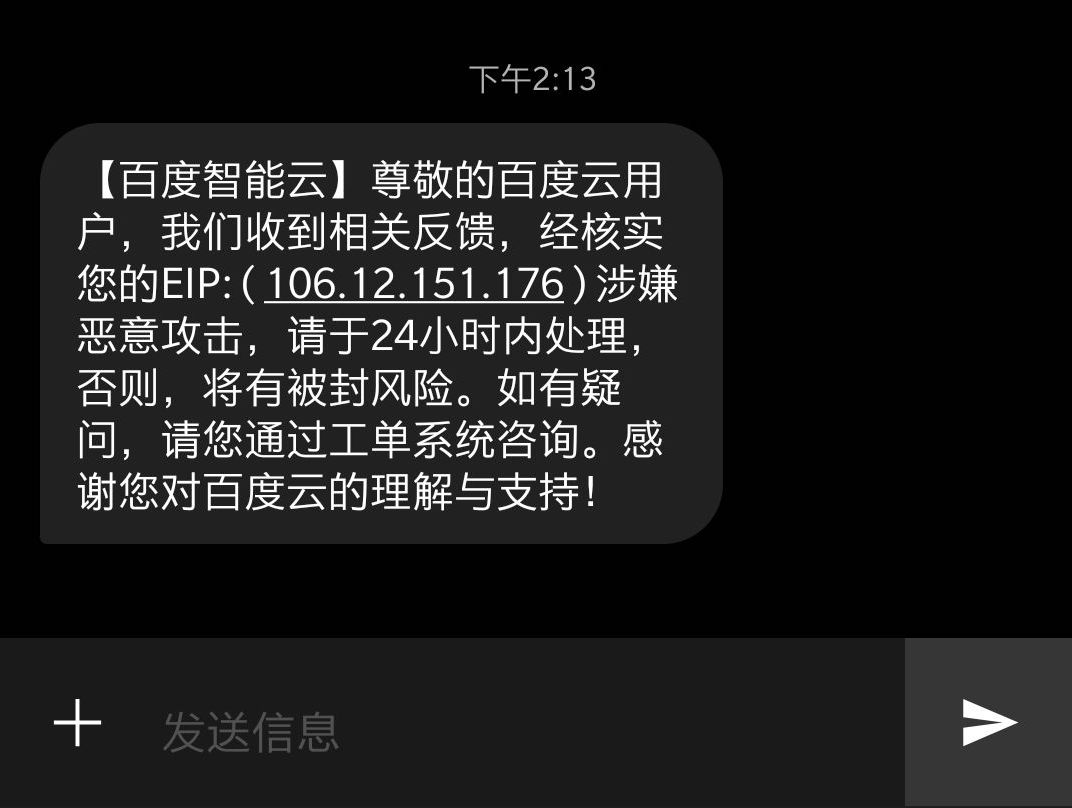 下午2:13
【百度智能云】尊敬的百度云用
户，我们收到相关反馈，经核实
您的EIP:(106.12.151.176)涉嫌
恶意攻击，请于24小时内处理，
否则，将有被封风险。如有疑
问，请您通过工单系统咨询。感
谢您对百度云的理解与支持！
发送信息